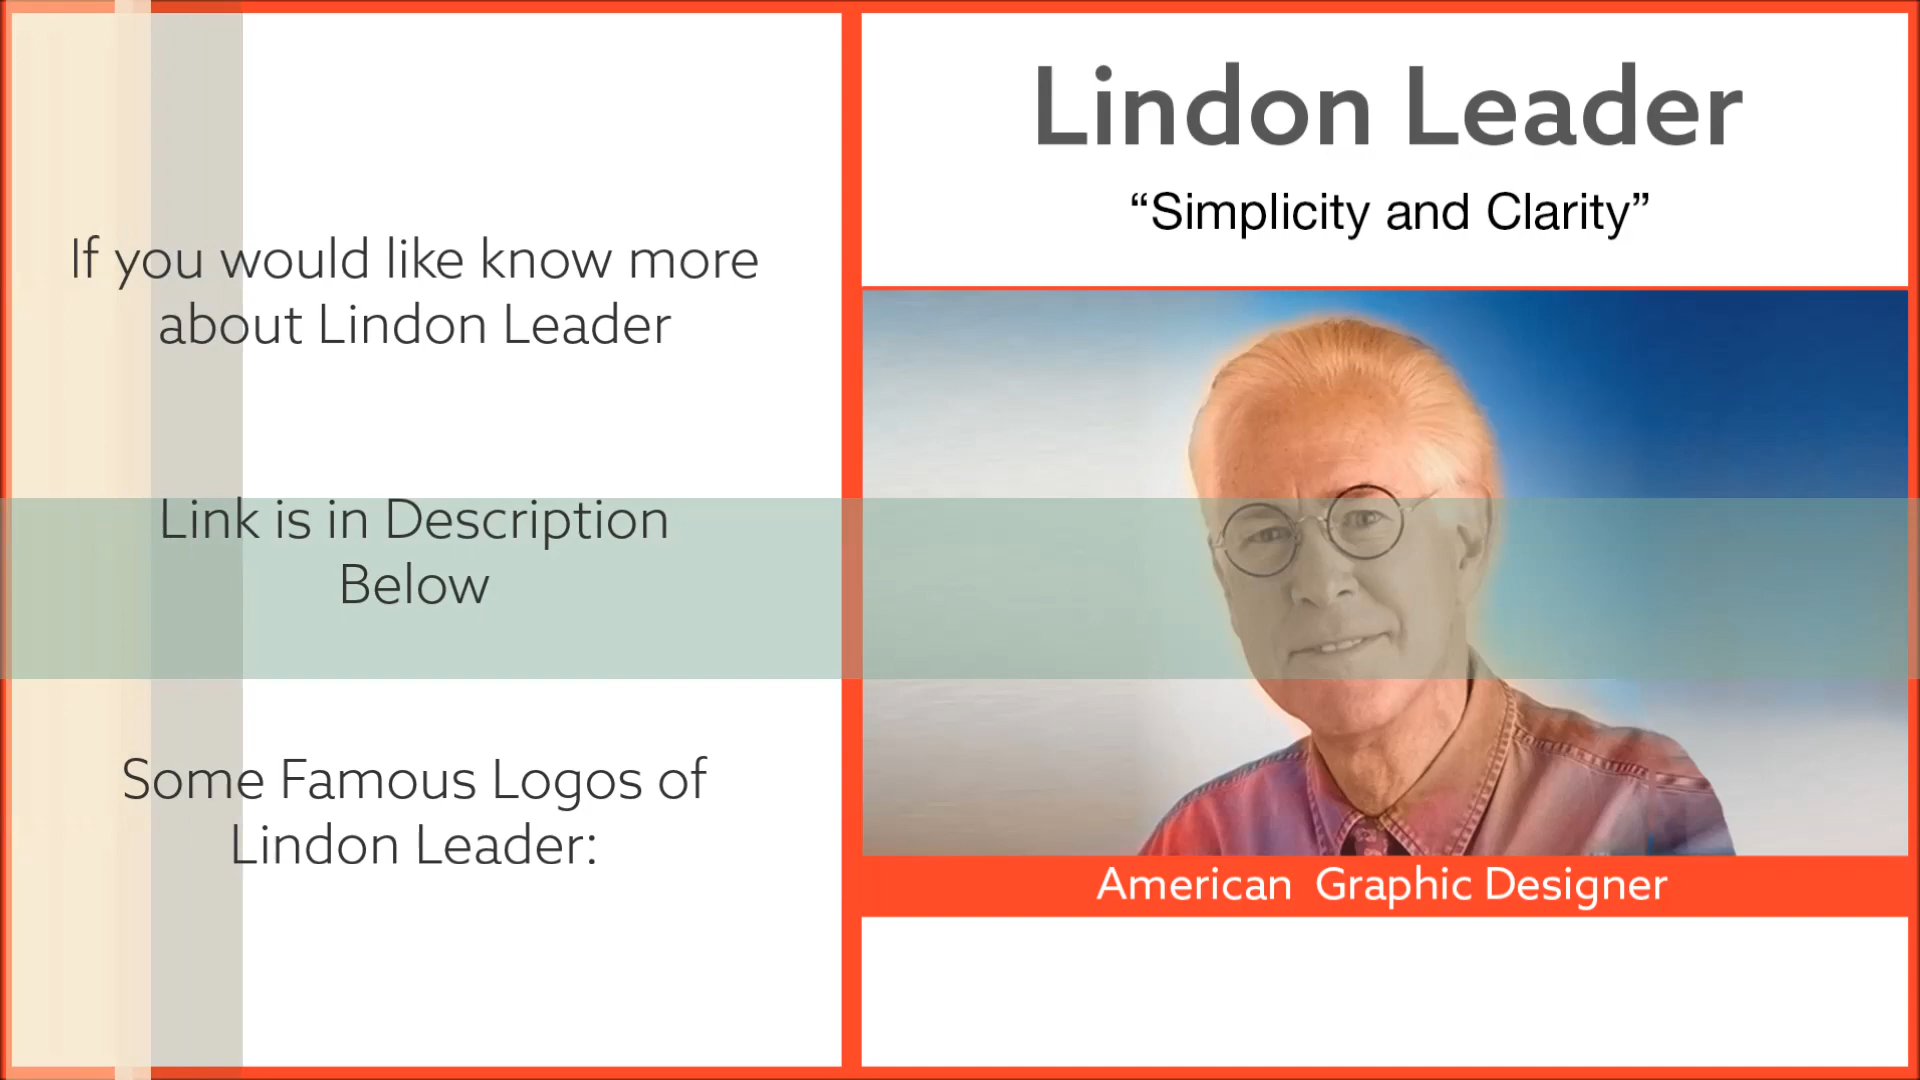 If you would like know more
about Lindon Leader
Link is in Description
Below
Some Famous Logos of
Lindon Leader:
Lindon Leader
“Simplicity and Clarity”
American Graphic Designer